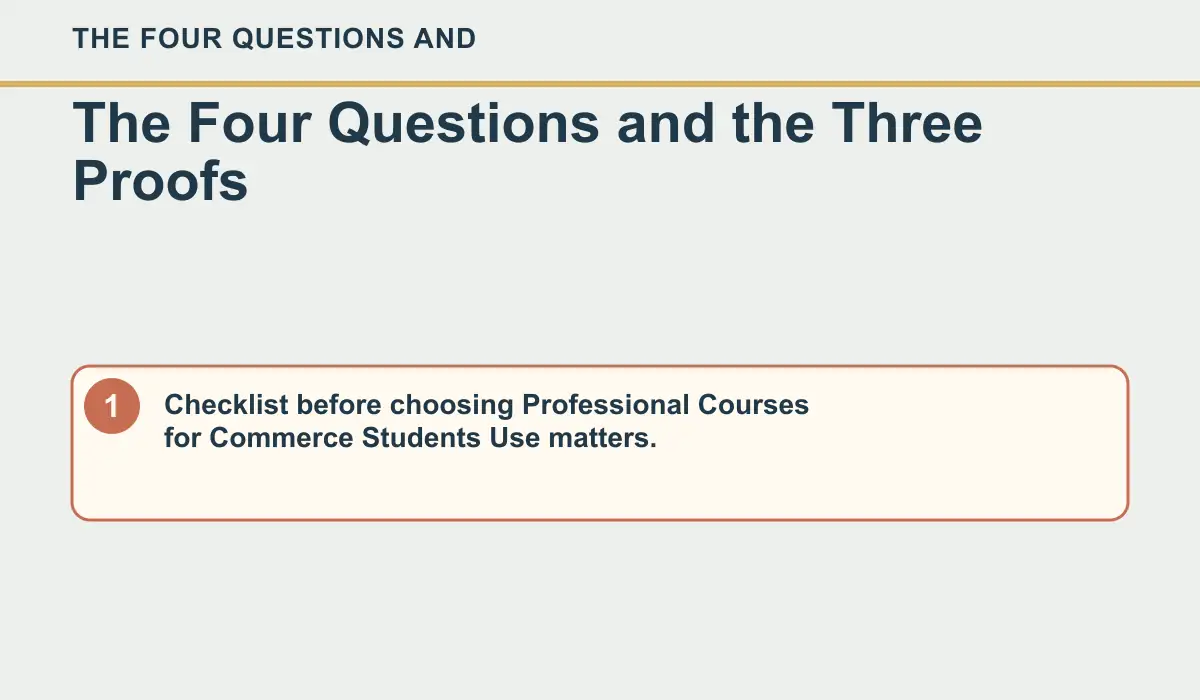 THE FOUR QUESTIONS AND
The Four Questions and the Three
Proofs
1
Checklist before choosing Professional Courses
for Commerce Students Use matters.